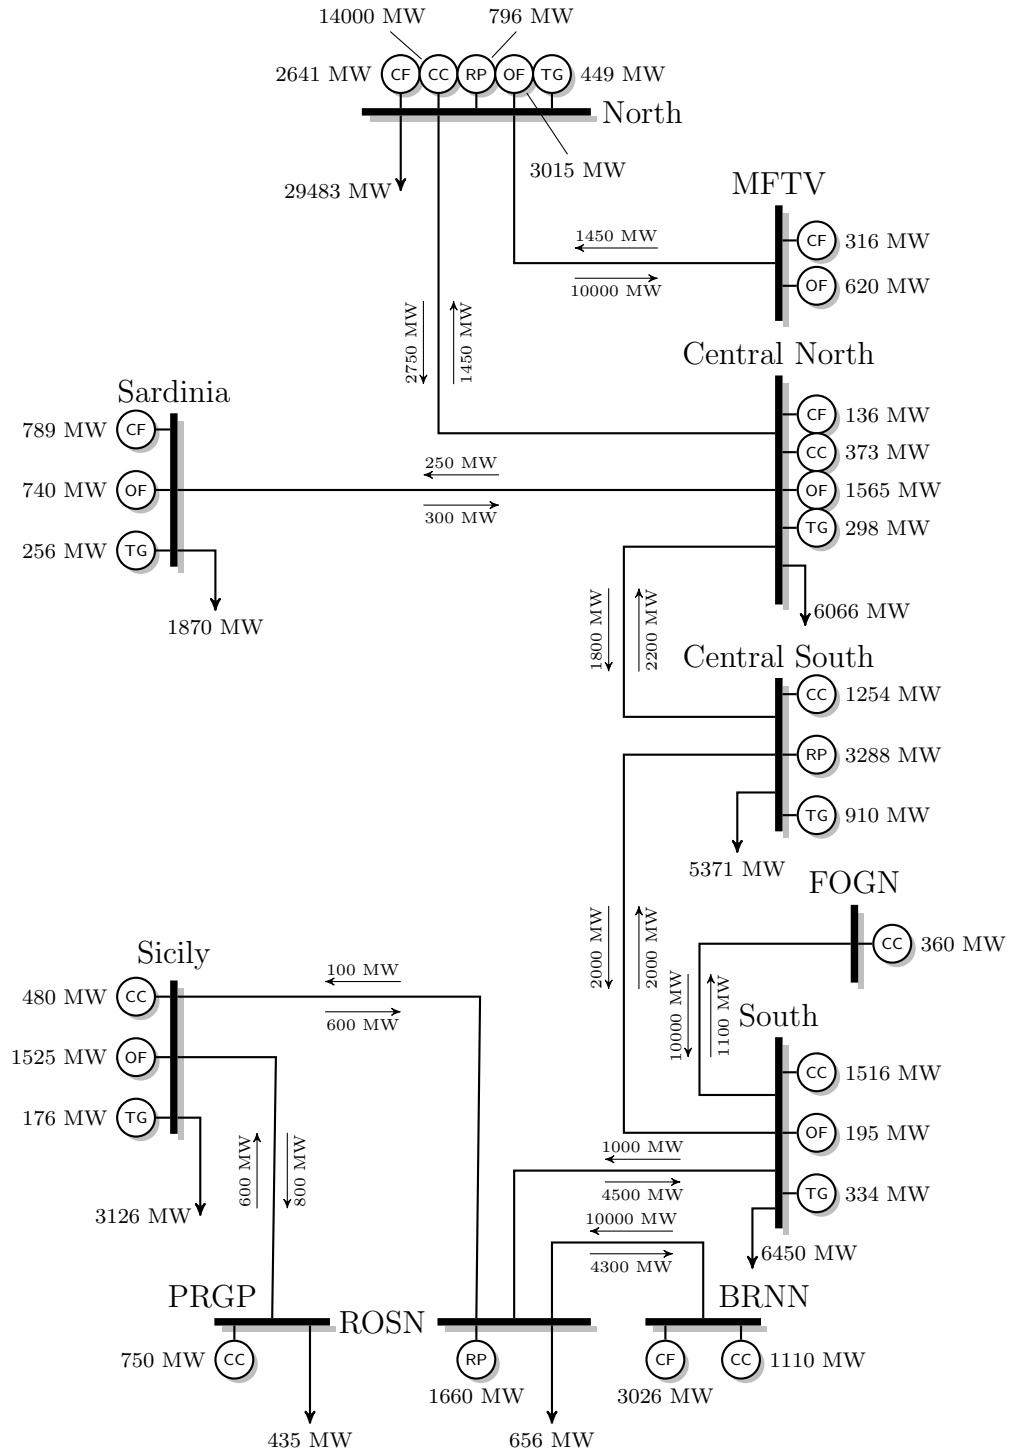 14000 MW
796 MW
2641 MW
CF
CC
RP
OF
TG
449 MW
North
3015 MW
29483 MW
MFTV
CF
316 MW
OF
620 MW
1450 MW
10000 MW
2750 MW
1450 MW
Central North
CF
136 MW
CC
373 MW
OF
1565 MW
TG
298 MW
6066 MW
Sardinia
789 MW
CF
740 MW
OF
256 MW
TG
1870 MW
250 MW
300 MW
1800 MW
2200 MW
Central South
CC
1254 MW
RP
3288 MW
TG
910 MW
5371 MW
FOGN
CC
360 MW
2000 MW
2000 MW
10000 MW
1100 MW
South
CC
1516 MW
OF
195 MW
TG
334 MW
6450 MW
Sicily
480 MW
CC
1525 MW
OF
176 MW
TG
3126 MW
100 MW
600 MW
600 MW
800 MW
1000 MW
4500 MW
10000 MW
4300 MW
PRGP
750 MW
CC
435 MW
ROSN
RP
1660 MW
656 MW
BRNN
CF
3026 MW
CC
1110 MW